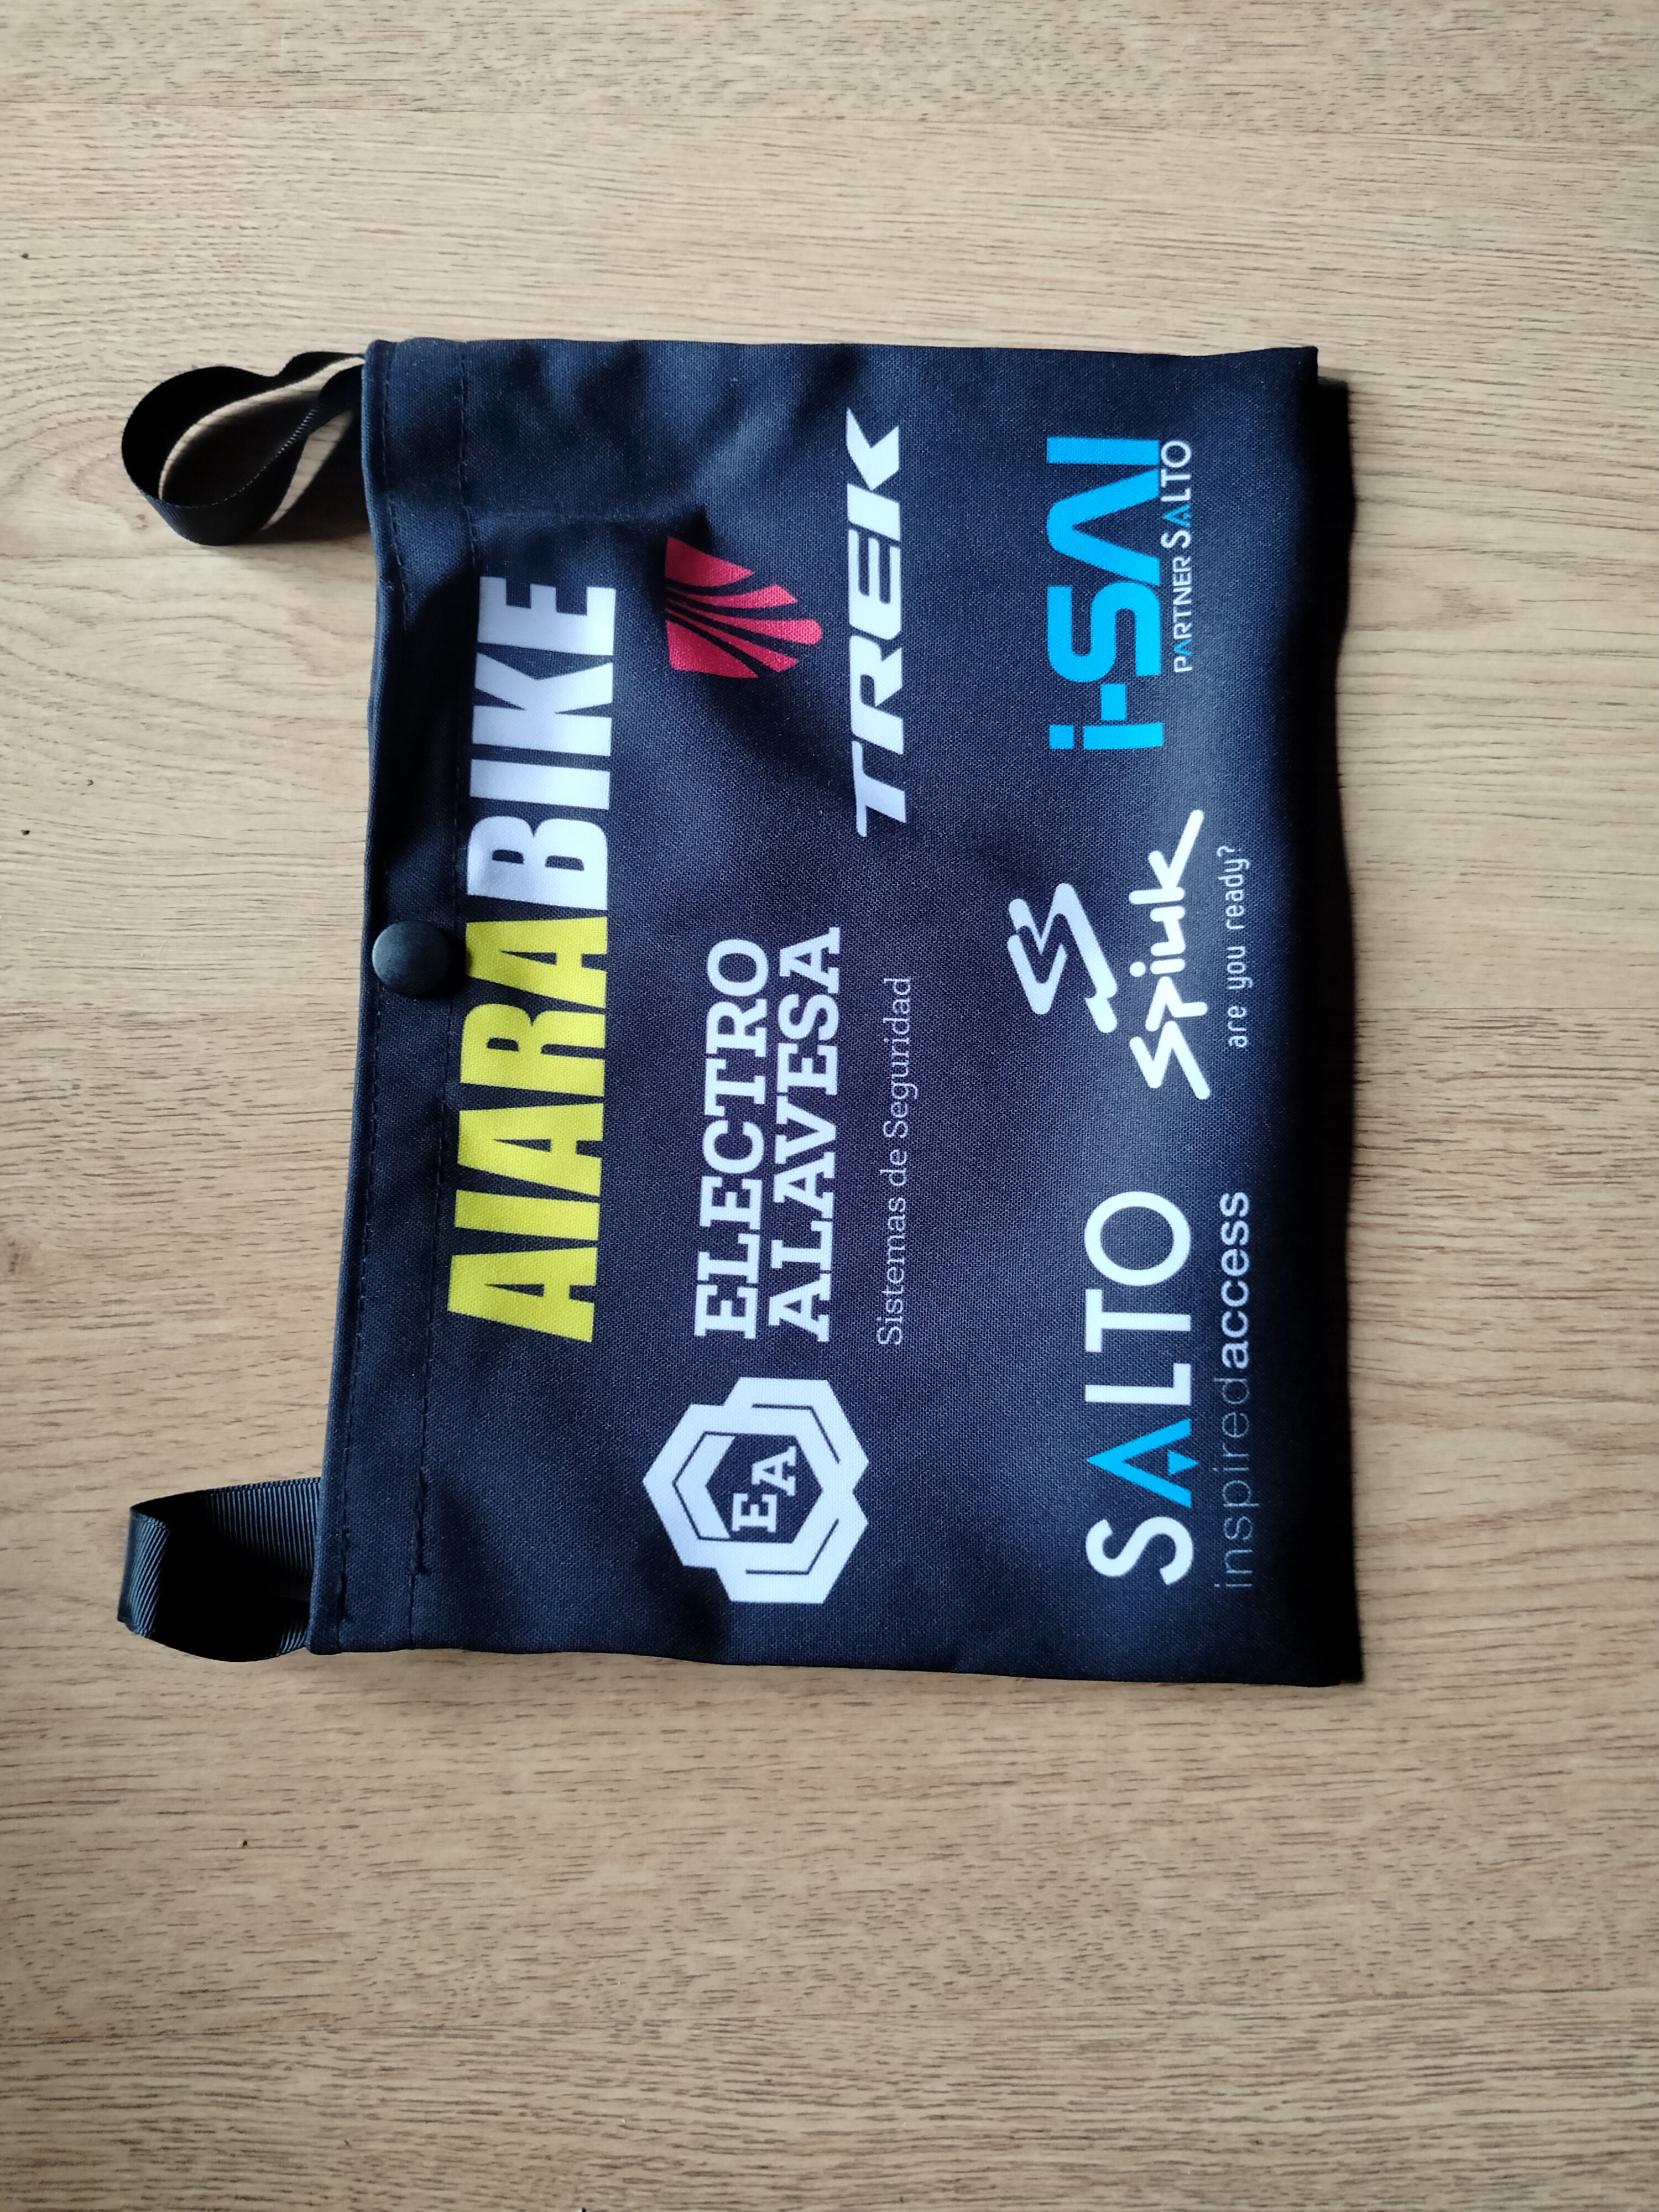 AIARABIKE
EA
ELECTRO
ALAVESA
Sistemas de Seguridad
TREK
SALTO
inspiredaccess
Spiuk
are you ready?
i-SAI
PARTNER SALTO